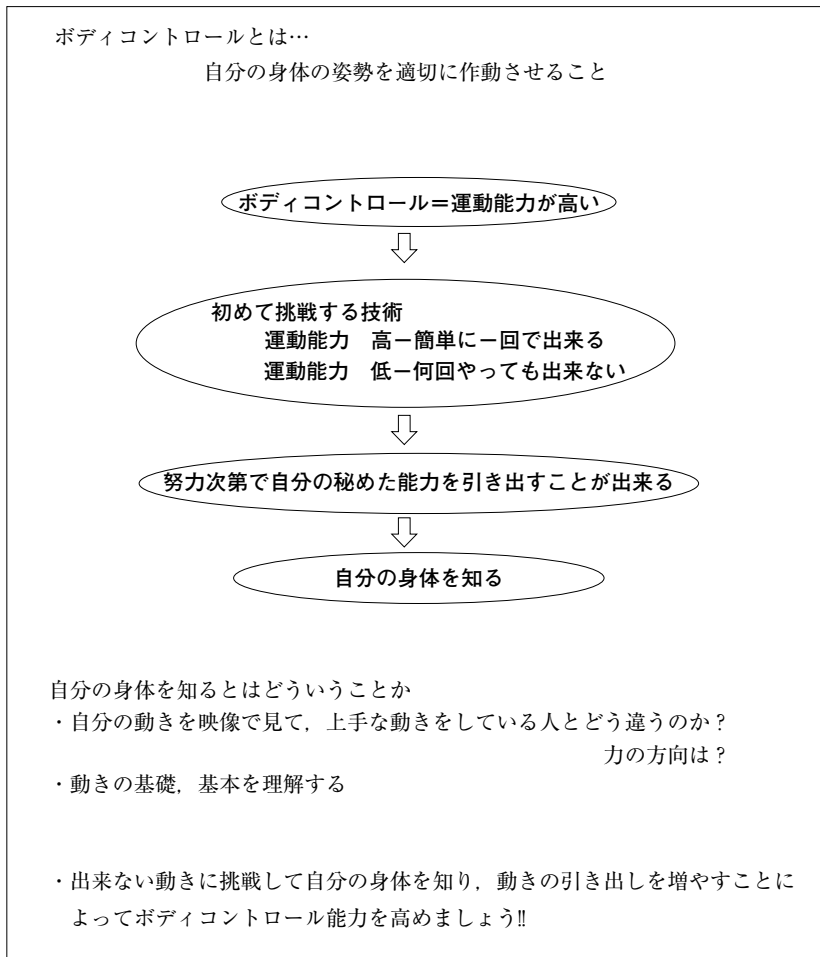 ボディコントロールとは…
自分の身体の姿勢を適切に作動させること
ボディコントロール＝運動能力が高い
初めて挑戦する技術
運動能力　高－簡単に－一回で出来る
運動能力　低－何回やっても出来ない
努力次第で自分の秘めた能力を引き出すことが出来る
自分の身体を知る
自分の身体を知るとはどういうことか
・自分の動きを映像で見て，上手な動きをしている人とどう違うのか？
力の方向は？
・動きの基礎，基本を理解する
・出来ない動きに挑戦して自分の身体を知り，動きの引き出しを増やすことに
よってボディコントロール能力を高めましょう!!